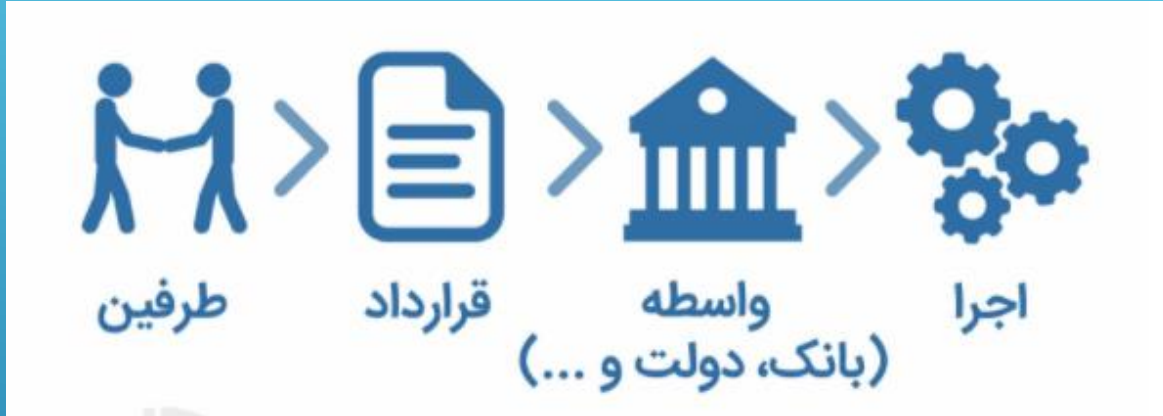 طرفین
قرارداد
واسطه
(بانک، دولت و ...)
اجرا